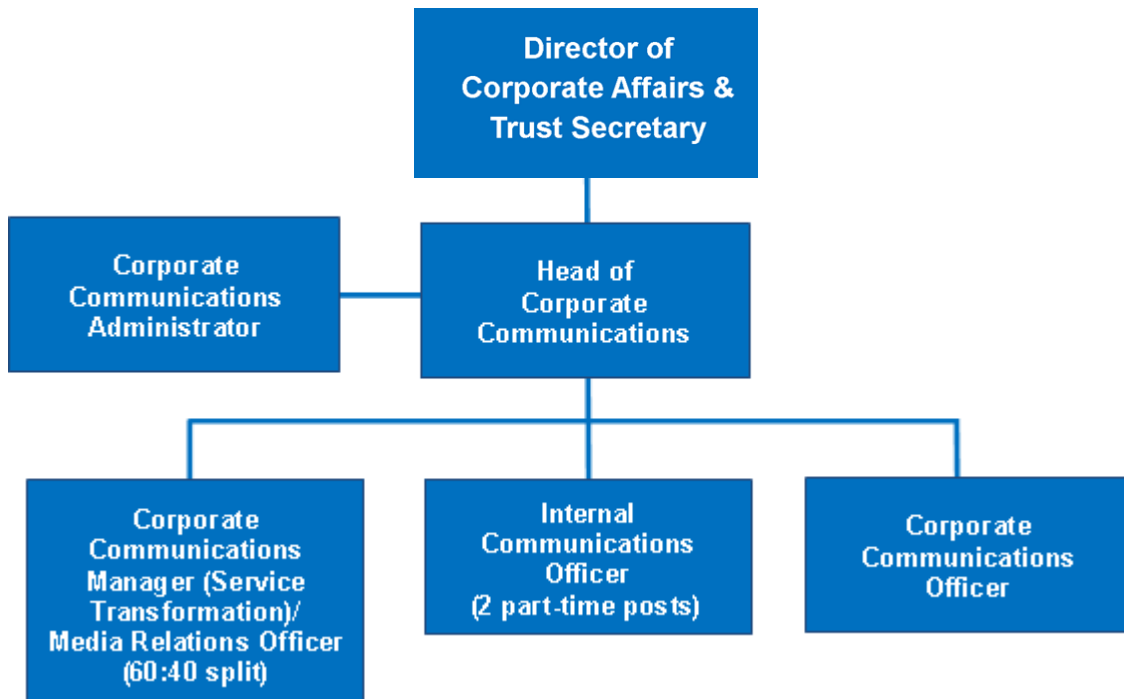 Director of
Corporate Affairs &
Trust Secretary
Corporate
Communications
Administrator
Head of
Corporate
Communications
Corporate
Communications
Manager (Service
Transformation)/
Media Relations Officer
(60:40 split)
Internal
Communications
Officer
(2 part-time posts)
Corporate
Communications
Officer